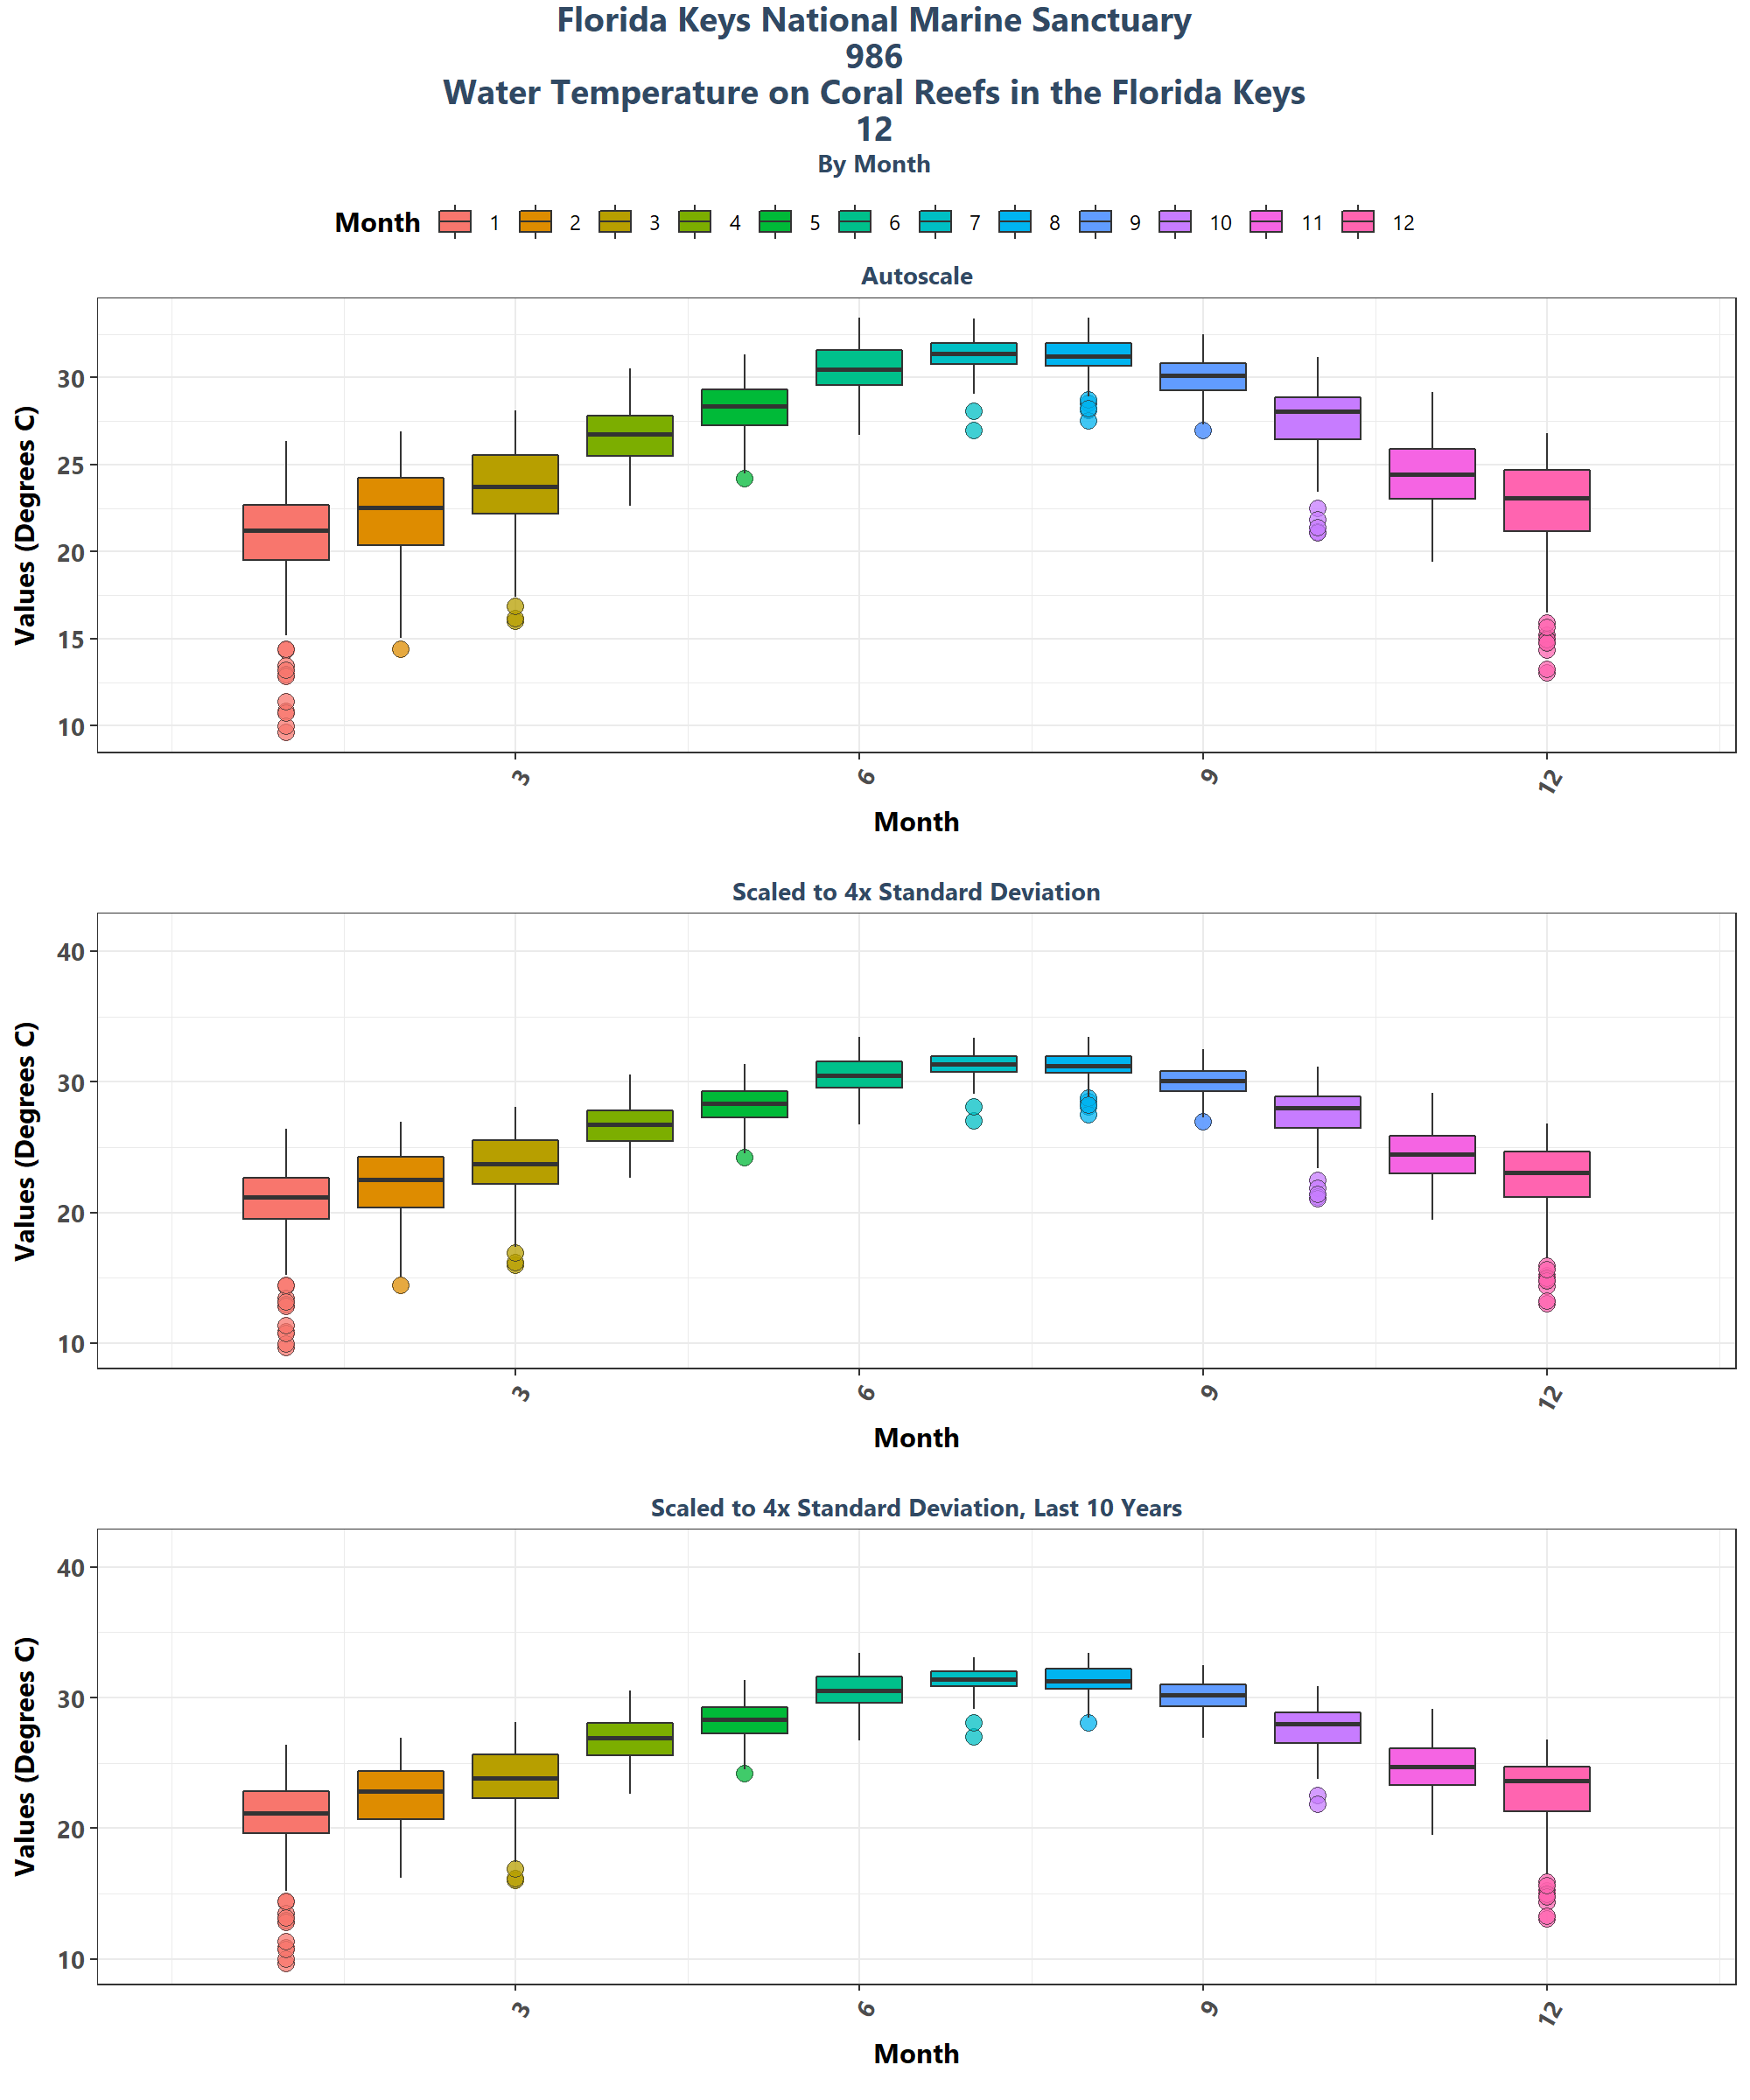 Florida Keys National Marine Sanctuary
986
Water Temperature on Coral Reefs in the Florida Keys
12
By Month
Month 1 2 3 4 5 6 7 8 9 10 11 12
Autoscale
Values (Degrees C)
30
25
20
15
10
3 6 9 12
Month
Scaled to 4x Standard Deviation
Values (Degrees C)
40
30
20
10
3 6 9 12
Month
Scaled to 4x Standard Deviation, Last 10 Years
Values (Degrees C)
40
30
20
10
3 6 9 12
Month